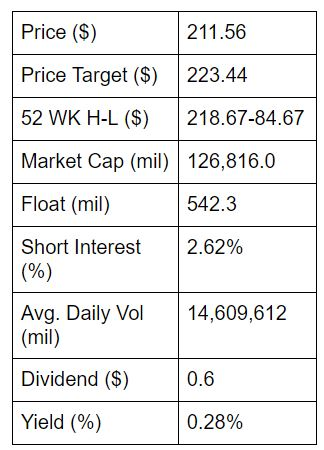 Price ($) 211.56
Price Target ($) 223.44
52 WK H-L ($) 218.67-84.67
Market Cap (mil) 126,816.0
Float (mil) 542.3
Short Interest 2.62%
(%)
Avg. Daily Vol 14,609,612
(mil)
Dividend ($) 0.6
Yield (%) 0.28%